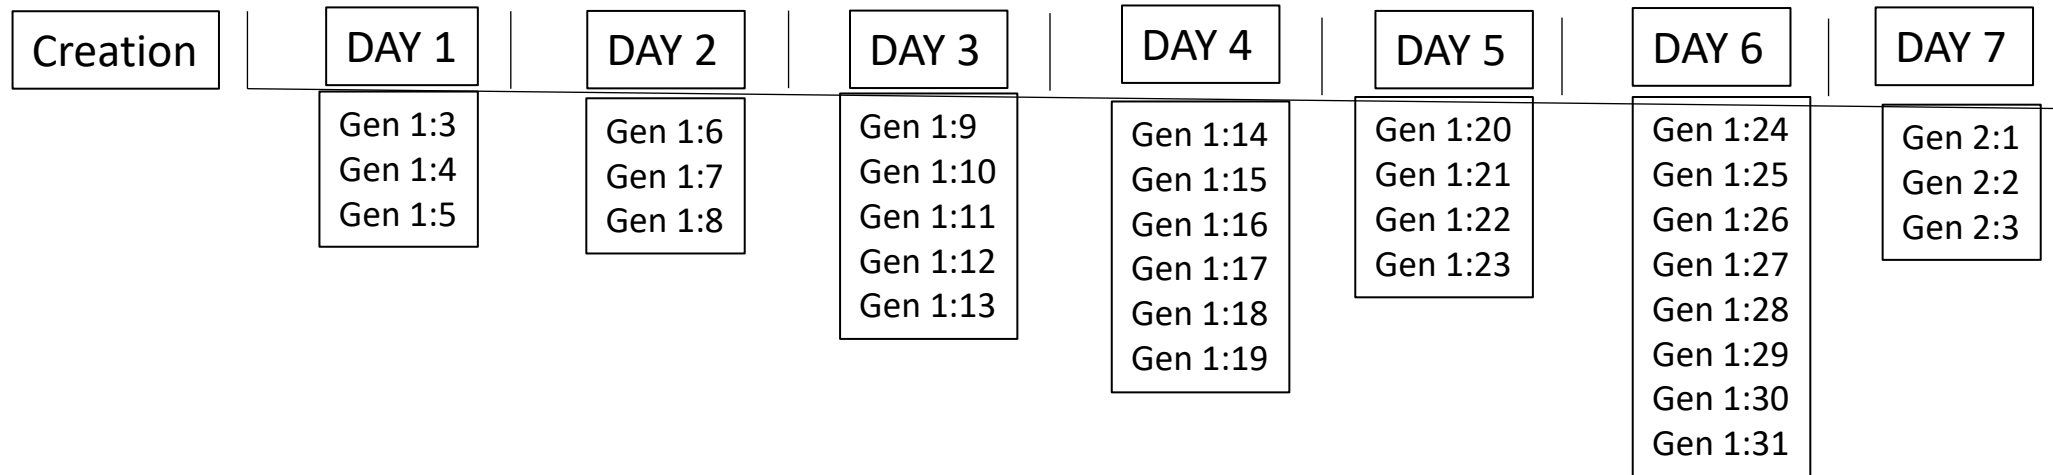 Creation
DAY 1
DAY 2
DAY 3
DAY 4
DAY 5
DAY 6
DAY 7
Gen 1:3
Gen 1:4
Gen 1:5
Gen 1:6
Gen 1:7
Gen 1:8
Gen 1:9
Gen 1:10
Gen 1:11
Gen 1:12
Gen 1:13
Gen 1:14
Gen 1:15
Gen 1:16
Gen 1:17
Gen 1:18
Gen 1:19
Gen 1:20
Gen 1:21
Gen 1:22
Gen 1:23
Gen 1:24
Gen 1:25
Gen 1:26
Gen 1:27
Gen 1:28
Gen 1:29
Gen 1:30
Gen 1:31
Gen 2:1
Gen 2:2
Gen 2:3